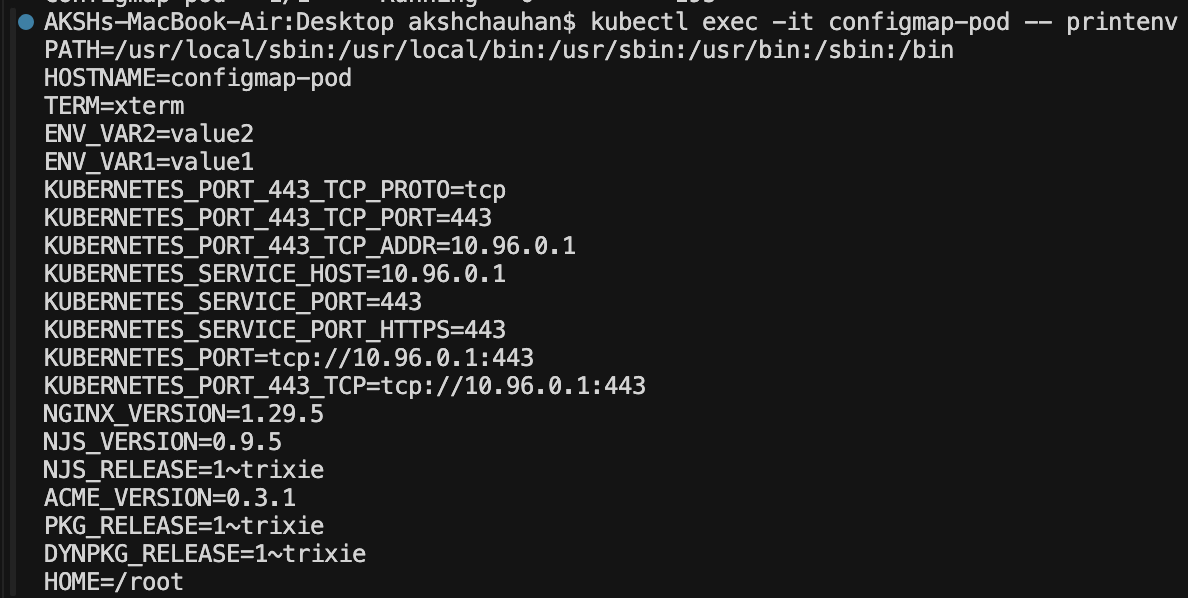 AKSHs-MacBook-Air:Desktop akshchauhan$ kubectl exec -it configmap-pod -- printenv
PATH=/usr/local/sbin:/usr/local/bin:/usr/sbin:/usr/bin:/sbin:/bin
HOSTNAME=configmap-pod
TERM=xterm
ENV_VAR2=value2
ENV_VAR1=value1
KUBERNETES_PORT_443_TCP_PROTO=tcp
KUBERNETES_PORT_443_TCP_PORT=443
KUBERNETES_PORT_443_TCP_ADDR=10.96.0.1
KUBERNETES_SERVICE_HOST=10.96.0.1
KUBERNETES_SERVICE_PORT=443
KUBERNETES_SERVICE_PORT_HTTPS=443
KUBERNETES_PORT=tcp://10.96.0.1:443
KUBERNETES_PORT_443_TCP=tcp://10.96.0.1:443
NGINX_VERSION=1.29.5
NJS_VERSION=0.9.5
NJS_RELEASE=1~trixie
ACME_VERSION=0.3.1
PKG_RELEASE=1~trixie
DYNPKG_RELEASE=1~trixie
HOME=/root